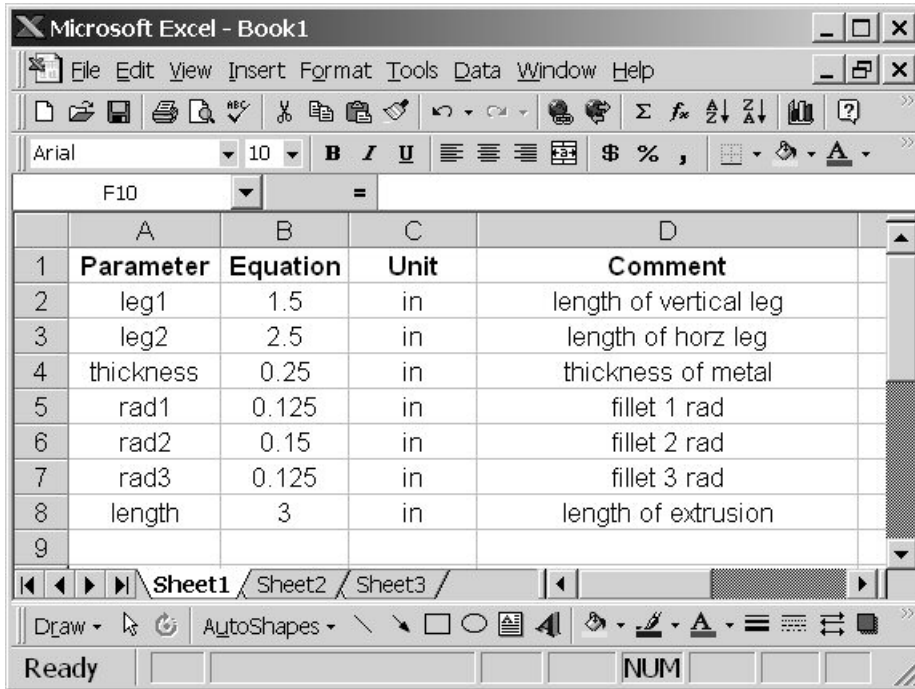 Microsoft Excel - Book1
File Edit View Insert Format Tools Data Window Help
Arial 10 B I U $ % ,
F10 =
A B C D
1 Parameter Equation Unit Comment
2 leg1 1.5 in length of vertical leg
3 leg2 2.5 in length of horz leg
4 thickness 0.25 in thickness of metal
5 rad1 0.125 in fillet 1 rad
6 rad2 0.15 in fillet 2 rad
7 rad3 0.125 in fillet 3 rad
8 length 3 in length of extrusion
9
Sheet1 Sheet2 Sheet3
Draw AutoShapes
Ready NUM